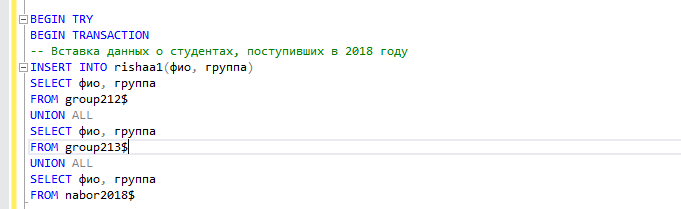 BEGIN TRY
BEGIN TRANSACTION
-- Вставка данных о студентах, поступивших в 2018 году
INSERT INTO rishaa1(фио, группа)
SELECT фио, группа
FROM group212$
UNION ALL
SELECT фио, группа
FROM group213$
UNION ALL
SELECT фио, группа
FROM nabor2018$